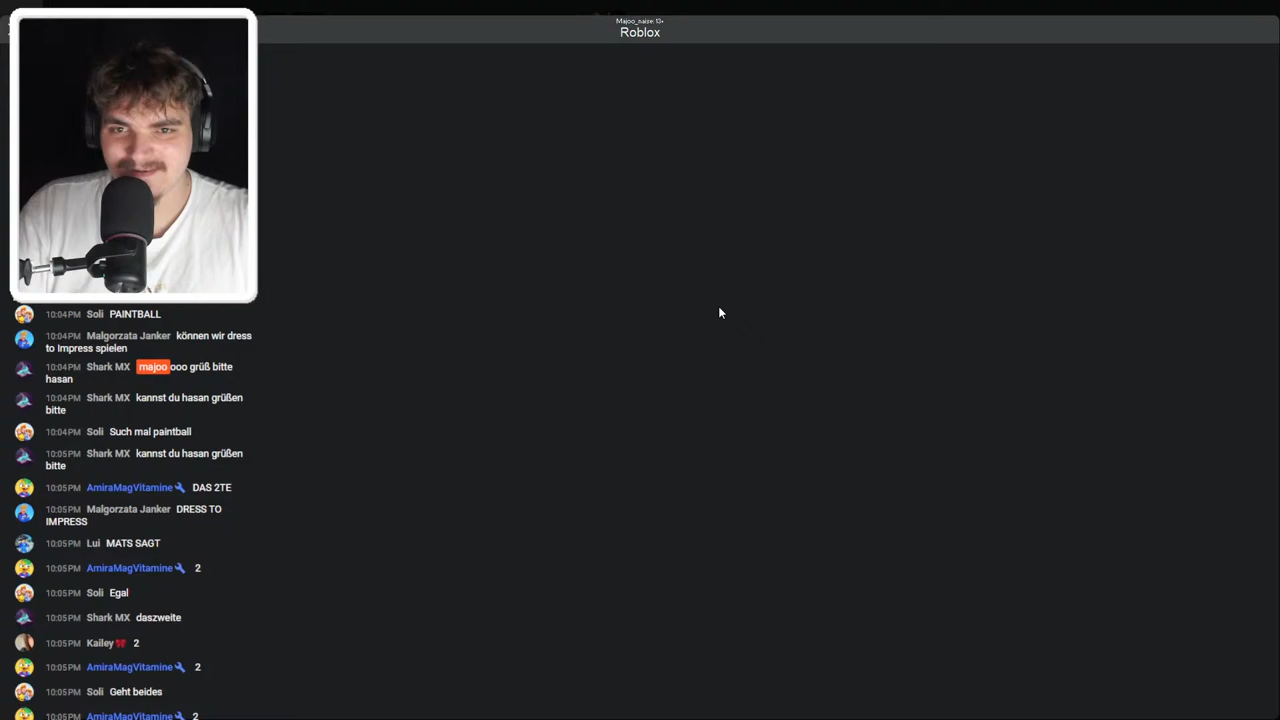 Majoo_naise: 13+
Roblox
10:04PM Soli PAINTBALL
10:04PM Malgorzata Janker können wir dress
to Impress spielen
10:04PM Shark MX majoo ooo grüß bitte
hasan
10:04PM Shark MX kannst du hasan grüßen
bitte
10:04PM Soli Such mal paintball
10:05PM Shark MX kannst du hasan grüßen
bitte
10:05PM AmiraMagVitamine DAS 2TE
10:05PM Malgorzata Janker DRESS TO
IMPRESS
10:05PM Lui MATS SAGT
10:05PM AmiraMagVitamine 2
10:05PM Soli Egal
10:05PM Shark MX daszweite
10:05PM Kailey 2
10:05PM AmiraMagVitamine 2
10:05PM Soli Geht beides
10:05PM AmiraMagVitamine 2